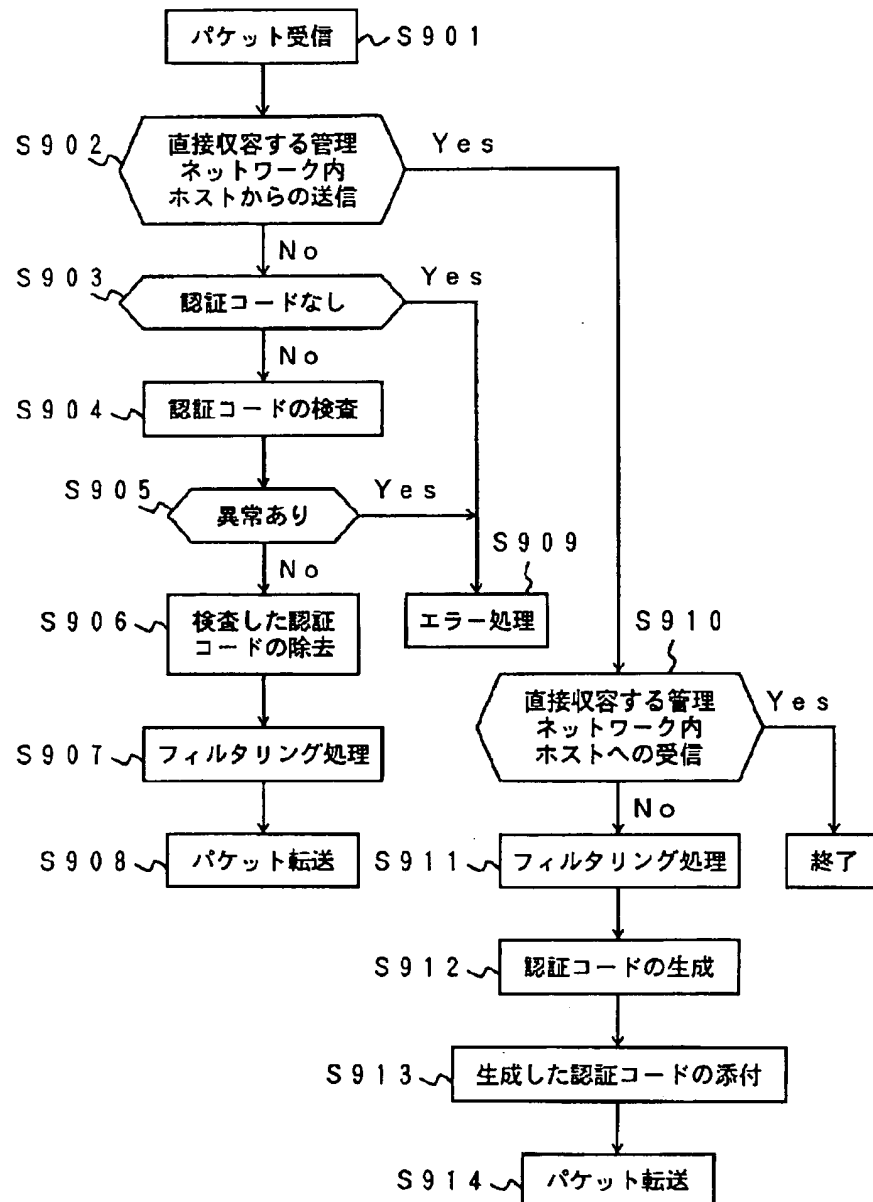 パケット受信
S901
S902
直接収容する管理
ネットワーク内
ホストからの送信
Yes
No
S903
認証コードなし
Yes
No
S904
認証コードの検査
S905
異常あり
Yes
No
S909
エラー処理
S906
検査した認証
コードの除去
S910
直接収容する管理
ネットワーク内
ホストへの受信
Yes
No
S907
フィルタリング処理
S908
パケット転送
S911
フィルタリング処理
終了
S912
認証コードの生成
S913
生成した認証コードの添付
S914
パケット転送